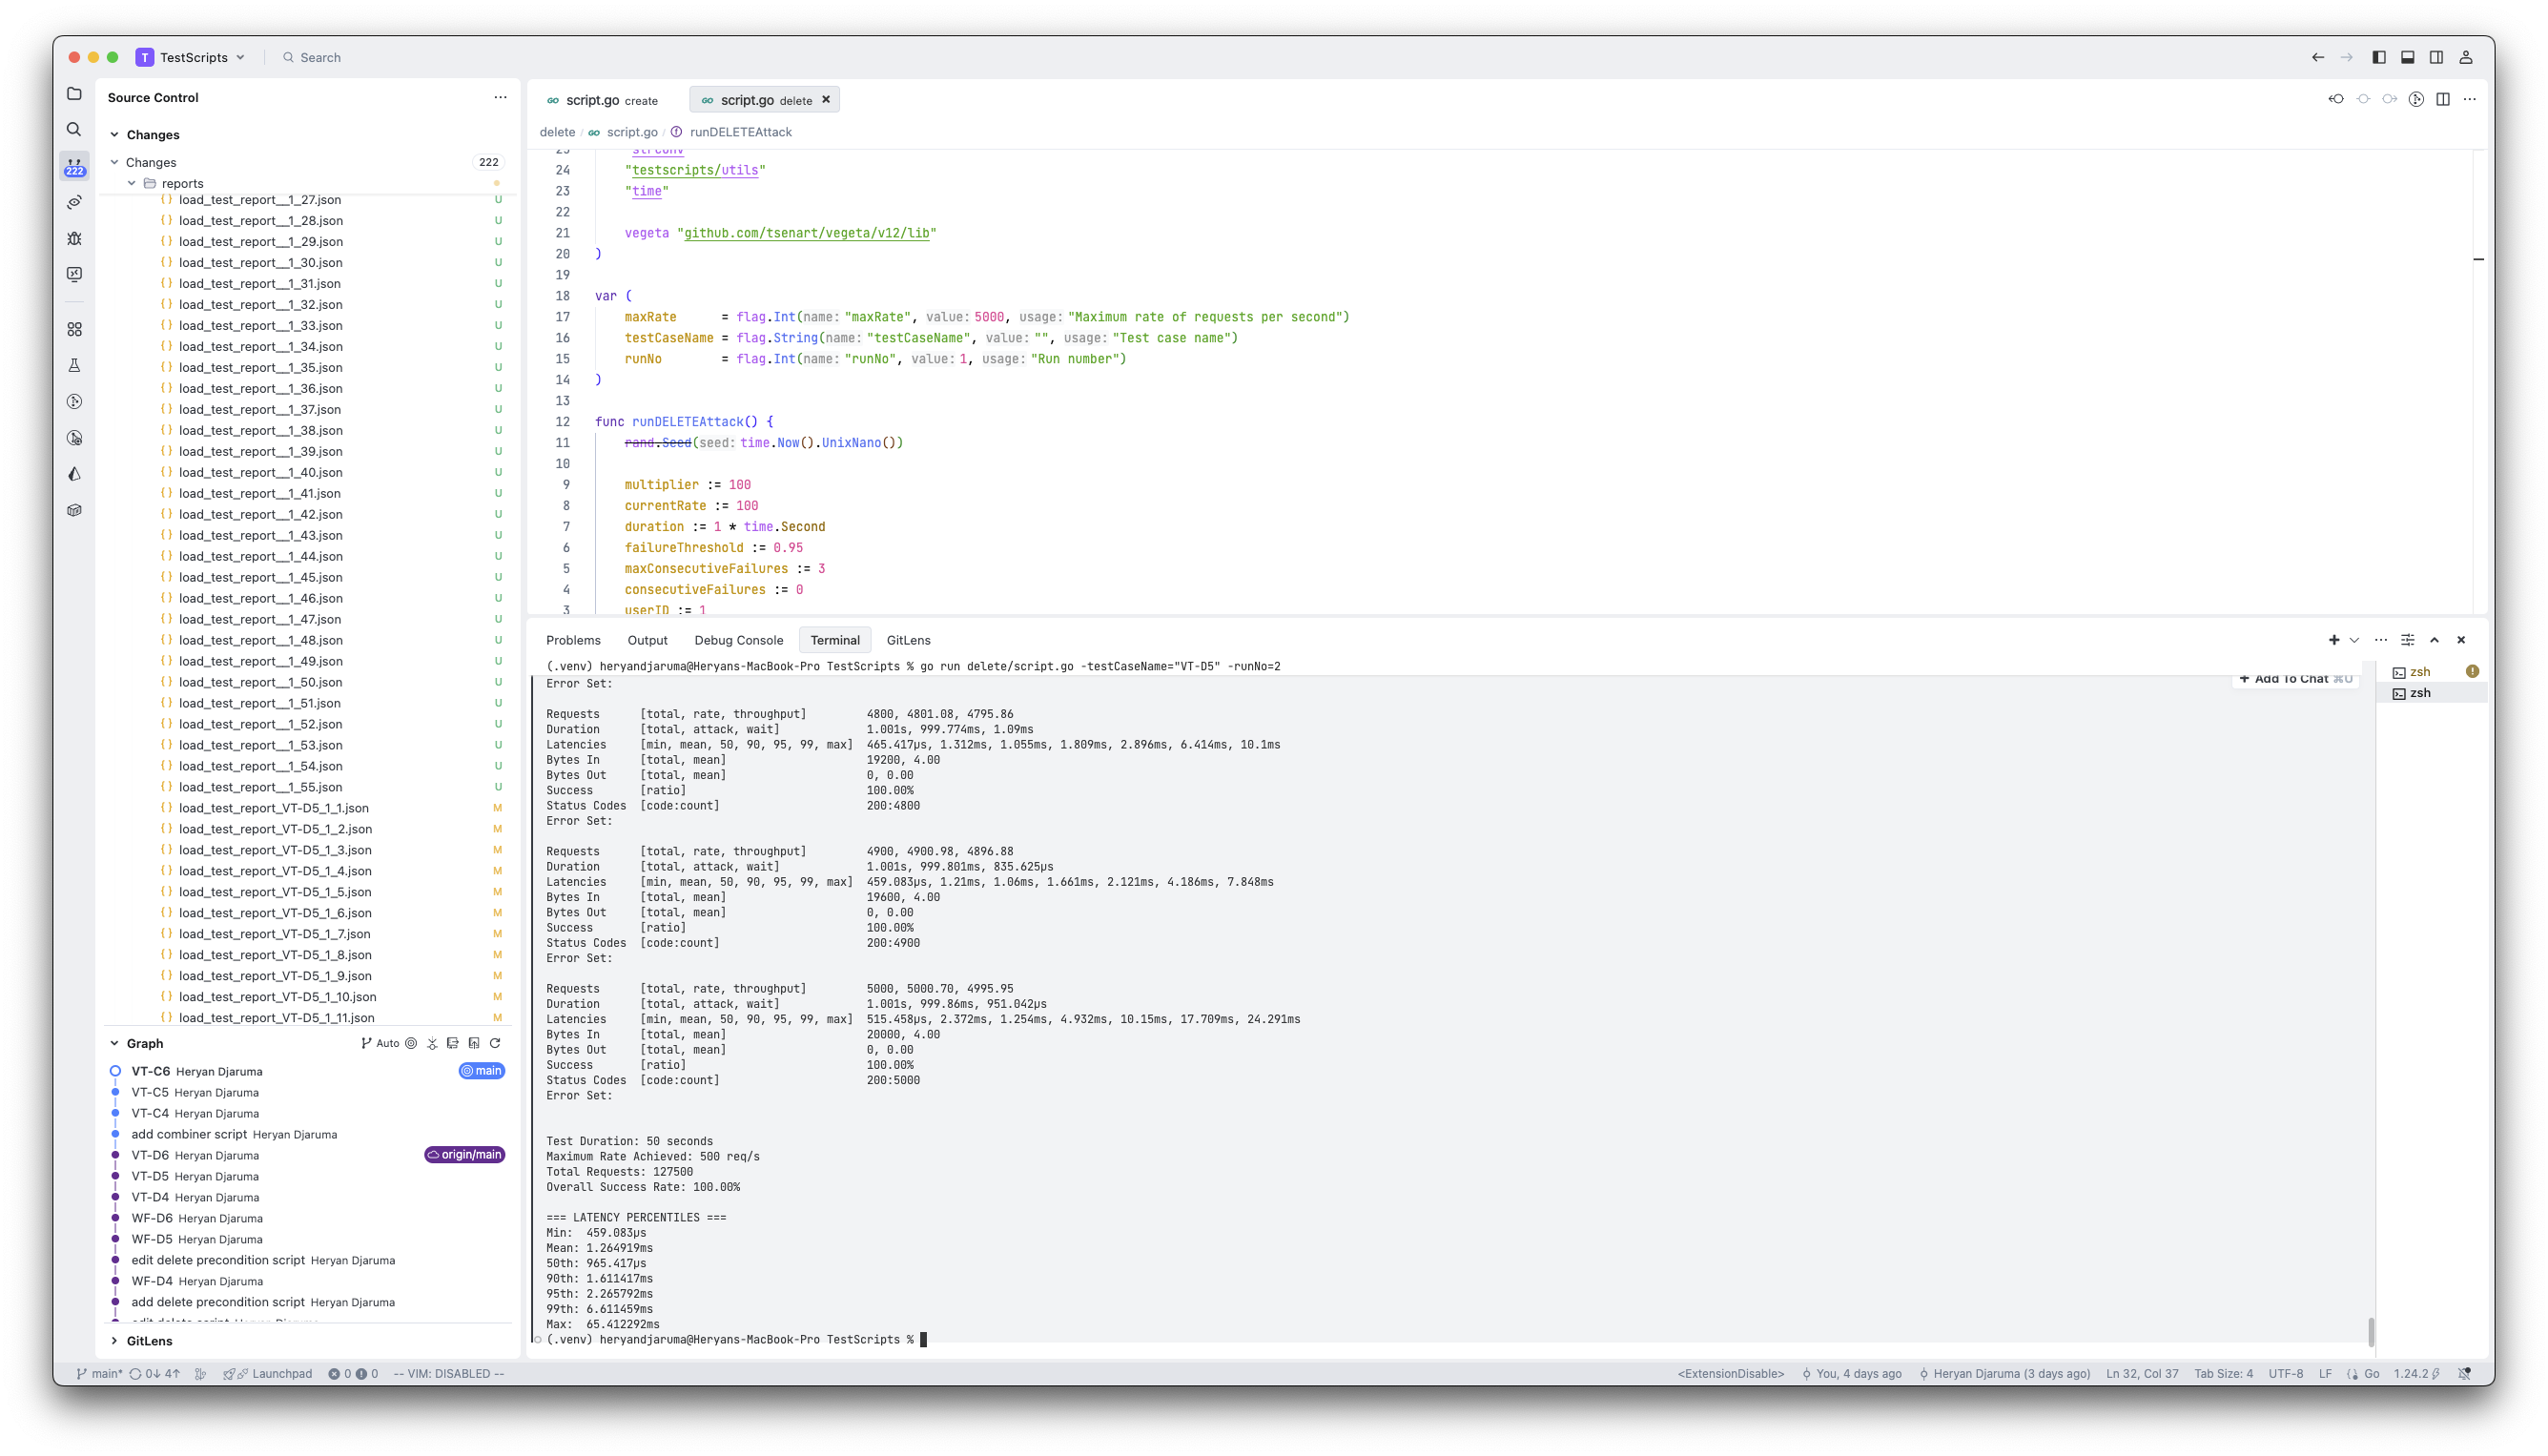 T TestScripts
Search
Source Control
Changes
Changes 222
222
reports
load_test_report__1_27.json U
load_test_report__1_28.json U
load_test_report__1_29.json U
load_test_report__1_30.json U
load_test_report__1_31.json U
load_test_report__1_32.json U
load_test_report__1_33.json U
load_test_report__1_34.json U
load_test_report__1_35.json U
load_test_report__1_36.json U
load_test_report__1_37.json U
load_test_report__1_38.json U
load_test_report__1_39.json U
load_test_report__1_40.json U
load_test_report__1_41.json U
load_test_report__1_42.json U
load_test_report__1_43.json U
load_test_report__1_44.json U
load_test_report__1_45.json U
load_test_report__1_46.json U
load_test_report__1_47.json U
load_test_report__1_48.json U
load_test_report__1_49.json U
load_test_report__1_50.json U
load_test_report__1_51.json U
load_test_report__1_52.json U
load_test_report__1_53.json U
load_test_report__1_54.json U
load_test_report__1_55.json U
load_test_report_VT-D5_1_1.json M
load_test_report_VT-D5_1_2.json M
load_test_report_VT-D5_1_3.json M
load_test_report_VT-D5_1_4.json M
load_test_report_VT-D5_1_5.json M
load_test_report_VT-D5_1_6.json M
load_test_report_VT-D5_1_7.json M
load_test_report_VT-D5_1_8.json M
load_test_report_VT-D5_1_9.json M
load_test_report_VT-D5_1_10.json M
load_test_report_VT-D5_1_11.json M
Graph Auto
VT-C6 Heryan Djaruma main
VT-C5 Heryan Djaruma
VT-C4 Heryan Djaruma
add combiner script Heryan Djaruma
VT-D6 Heryan Djaruma origin/main
VT-D5 Heryan Djaruma
VT-D4 Heryan Djaruma
WF-D6 Heryan Djaruma
WF-D5 Heryan Djaruma
edit delete precondition script Heryan Djaruma
WF-D4 Heryan Djaruma
add delete precondition script Heryan Djaruma
edit delete script Heryan Djaruma
GitLens
script.go create
script.go delete
delete / script.go / runDELETEAttack
25 "strconv"
24 "testscripts/utils"
23 "time"
22
21 vegeta "github.com/tsenart/vegeta/v12/lib"
20 )
19
18 var (
17 maxRate = flag.Int(name: "maxRate", value: 5000, usage: "Maximum rate of requests per second")
16 testCaseName = flag.String(name: "testCaseName", value: "", usage: "Test case name")
15 runNo = flag.Int(name: "runNo", value: 1, usage: "Run number")
14 )
13
12 func runDELETEAttack() {
11 rand.Seed(seed: time.Now().UnixNano())
10
9 multiplier := 100
8 currentRate := 100
7 duration := 1 * time.Second
6 failureThreshold := 0.95
5 maxConsecutiveFailures := 3
4 consecutiveFailures := 0
3 userID := 1
Problems Output Debug Console Terminal GitLens
(.venv) heryandjaruma@Heryans-MacBook-Pro TestScripts % go run delete/script.go -testCaseName="VT-D5" -runNo=2
Error Set:
Add To Chat ⌘U
zsh
zsh
Requests [total, rate, throughput] 4800, 4801.08, 4795.86
Duration [total, attack, wait] 1.001s, 999.774ms, 1.09ms
Latencies [min, mean, 50, 90, 95, 99, max] 465.417µs, 1.312ms, 1.055ms, 1.809ms, 2.896ms, 6.414ms, 10.1ms
Bytes In [total, mean] 19200, 4.00
Bytes Out [total, mean] 0, 0.00
Success [ratio] 100.00%
Status Codes [code:count] 200:4800
Error Set:
Requests [total, rate, throughput] 4900, 4900.98, 4896.88
Duration [total, attack, wait] 1.001s, 999.801ms, 835.625µs
Latencies [min, mean, 50, 90, 95, 99, max] 459.083µs, 1.21ms, 1.06ms, 1.661ms, 2.121ms, 4.186ms, 7.848ms
Bytes In [total, mean] 19600, 4.00
Bytes Out [total, mean] 0, 0.00
Success [ratio] 100.00%
Status Codes [code:count] 200:4900
Error Set:
Requests [total, rate, throughput] 5000, 5000.70, 4995.95
Duration [total, attack, wait] 1.001s, 999.86ms, 951.042µs
Latencies [min, mean, 50, 90, 95, 99, max] 515.458µs, 2.372ms, 1.254ms, 4.932ms, 10.15ms, 17.709ms, 24.291ms
Bytes In [total, mean] 20000, 4.00
Bytes Out [total, mean] 0, 0.00
Success [ratio] 100.00%
Status Codes [code:count] 200:5000
Error Set:
Test Duration: 50 seconds
Maximum Rate Achieved: 500 req/s
Total Requests: 127500
Overall Success Rate: 100.00%
=== LATENCY PERCENTILES ===
Min: 459.083µs
Mean: 1.264919ms
50th: 965.417µs
90th: 1.611417ms
95th: 2.265792ms
99th: 6.611459ms
Max: 65.412292ms
(.venv) heryandjaruma@Heryans-MacBook-Pro TestScripts %
main* 0↓ 4↑ Launchpad 0 0 -- VIM: DISABLED -- <ExtensionDisable> You, 4 days ago Heryan Djaruma (3 days ago) Ln 32, Col 37 Tab Size: 4 UTF-8 LF Go 1.24.2